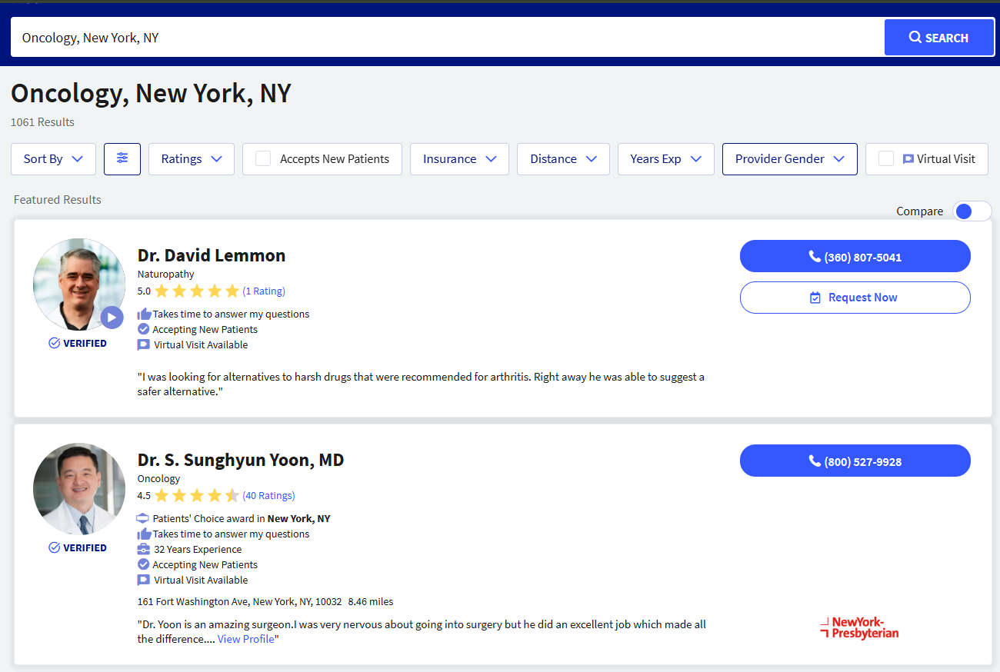 Oncology, New York, NY
SEARCH
Oncology, New York, NY
1061 Results
Sort By
Ratings
Accepts New Patients
Insurance
Distance
Years Exp
Provider Gender
Virtual Visit
Featured Results
Compare
Dr. David Lemmon
Naturopathy
5.0 (1 Rating)
Takes time to answer my questions
Accepting New Patients
Virtual Visit Available
VERIFIED
"I was looking for alternatives to harsh drugs that were recommended for arthritis. Right away he was able to suggest a
safer alternative."
(360) 807-5041
Request Now
Dr. S. Sunghyun Yoon, MD
Oncology
4.5 (40 Ratings)
Patients' Choice award in New York, NY
Takes time to answer my questions
32 Years Experience
Accepting New Patients
Virtual Visit Available
VERIFIED
161 Fort Washington Ave, New York, NY, 10032 8.46 miles
"Dr. Yoon is an amazing surgeon.I was very nervous about going into surgery but he did an excellent job which made all
the difference.... View Profile"
(800) 527-9928
NewYork-
Presbyterian